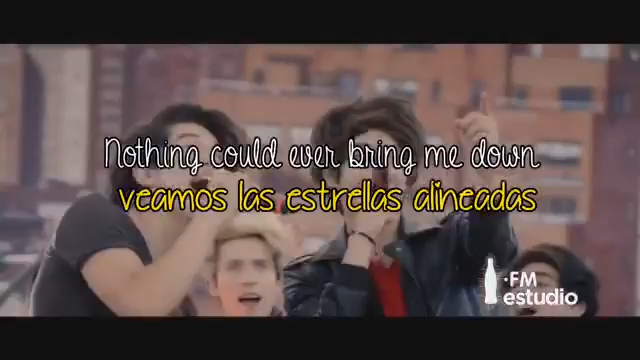 Nothing could ever bring me down
veamos las estrellas alineadas
.FM
estudio